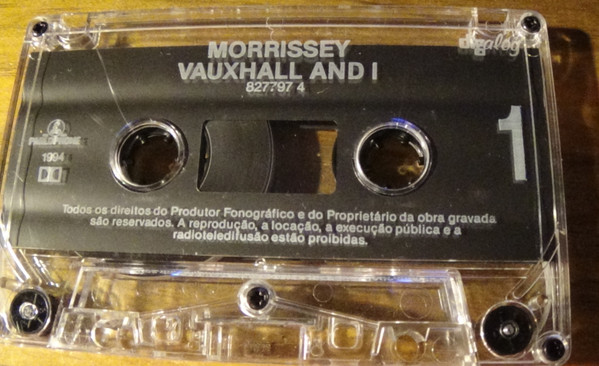 MORRISSEY
VAUXHALL AND I
827797 4
1
1994
Todos os direitos do Produtor Fonográfico e do Proprietário da obra gravada
são reservados. A reprodução, a locação, a execução pública e a
radioteledifusão estão proibidas.